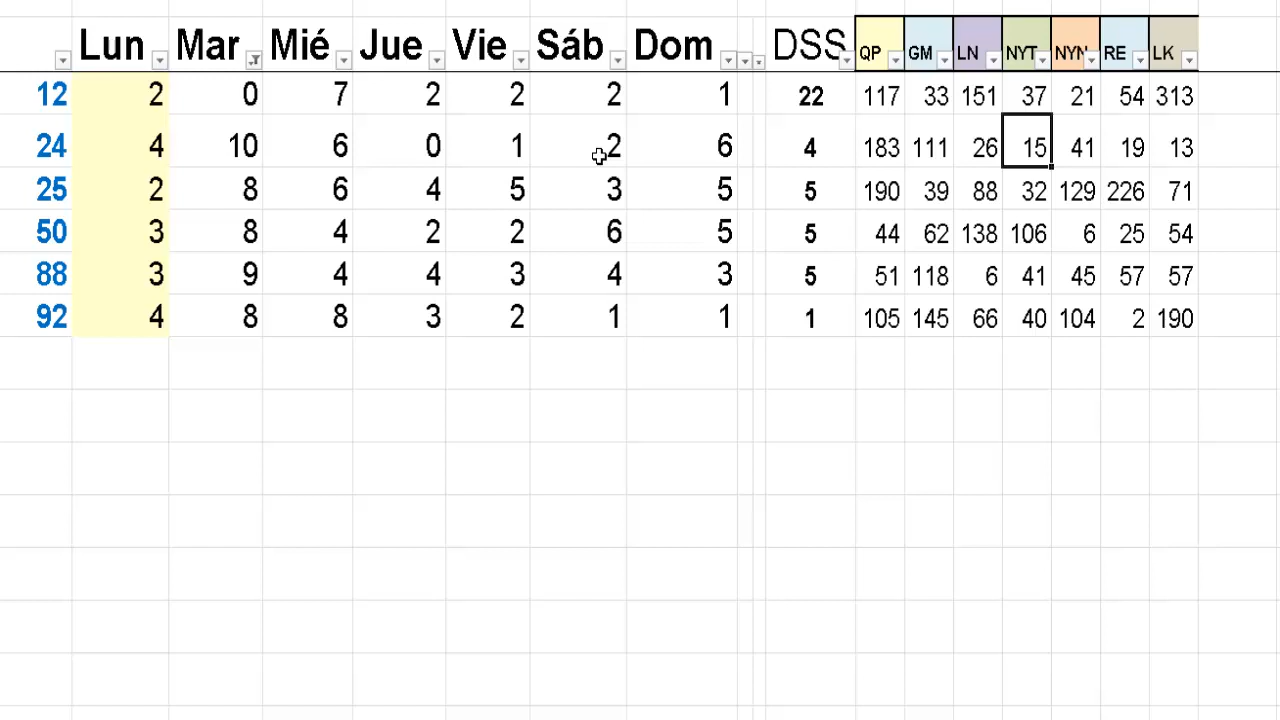 Lun Mar Mié Jue Vie Sáb Dom DSS QP GM LN NYT NYN RE LK
12 2 0 7 2 2 2 1 22 117 33 151 37 21 54 313
24 4 10 6 0 1 2 6 4 183 111 26 15 41 19 13
25 2 8 6 4 5 3 5 5 190 39 88 32 129 226 71
50 3 8 4 2 2 6 5 5 44 62 138 106 6 25 54
88 3 9 4 4 3 4 3 5 51 118 6 41 45 57 57
92 4 8 8 3 2 1 1 1 105 145 66 40 104 2 190